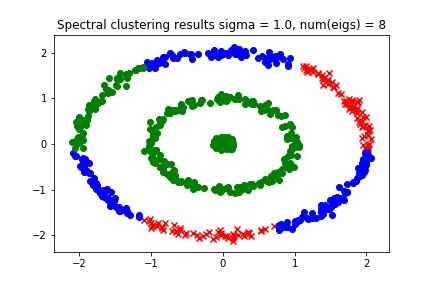 Spectral clustering results sigma = 1.0, num(eigs) = 8
2
1
0
−1
−2
−2 −1 0 1 2